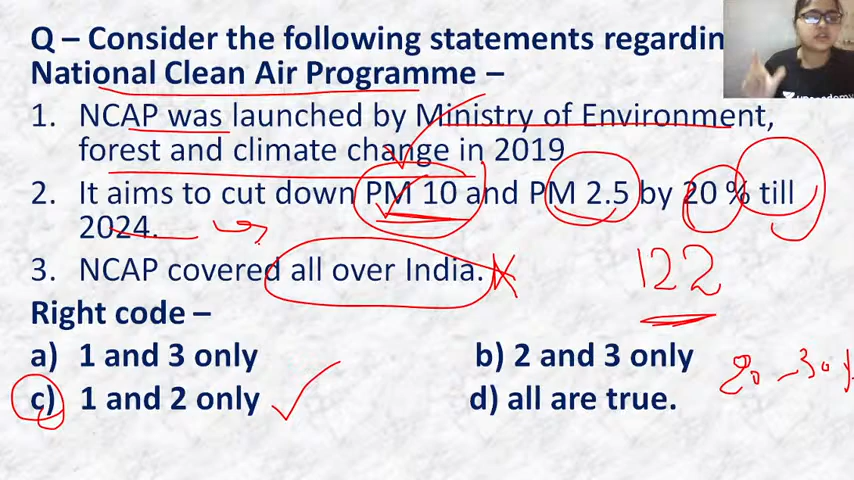 Q – Consider the following statements regardin
National Clean Air Programme –
1. NCAP was launched by Ministry of Environment,
forest and climate change in 2019
2. It aims to cut down PM 10 and PM 2.5 by 20 % till
2024.
3. NCAP covered all over India.
122
Right code –
a) 1 and 3 only b) 2 and 3 only
20 – 30 %
c) 1 and 2 only d) all are true.